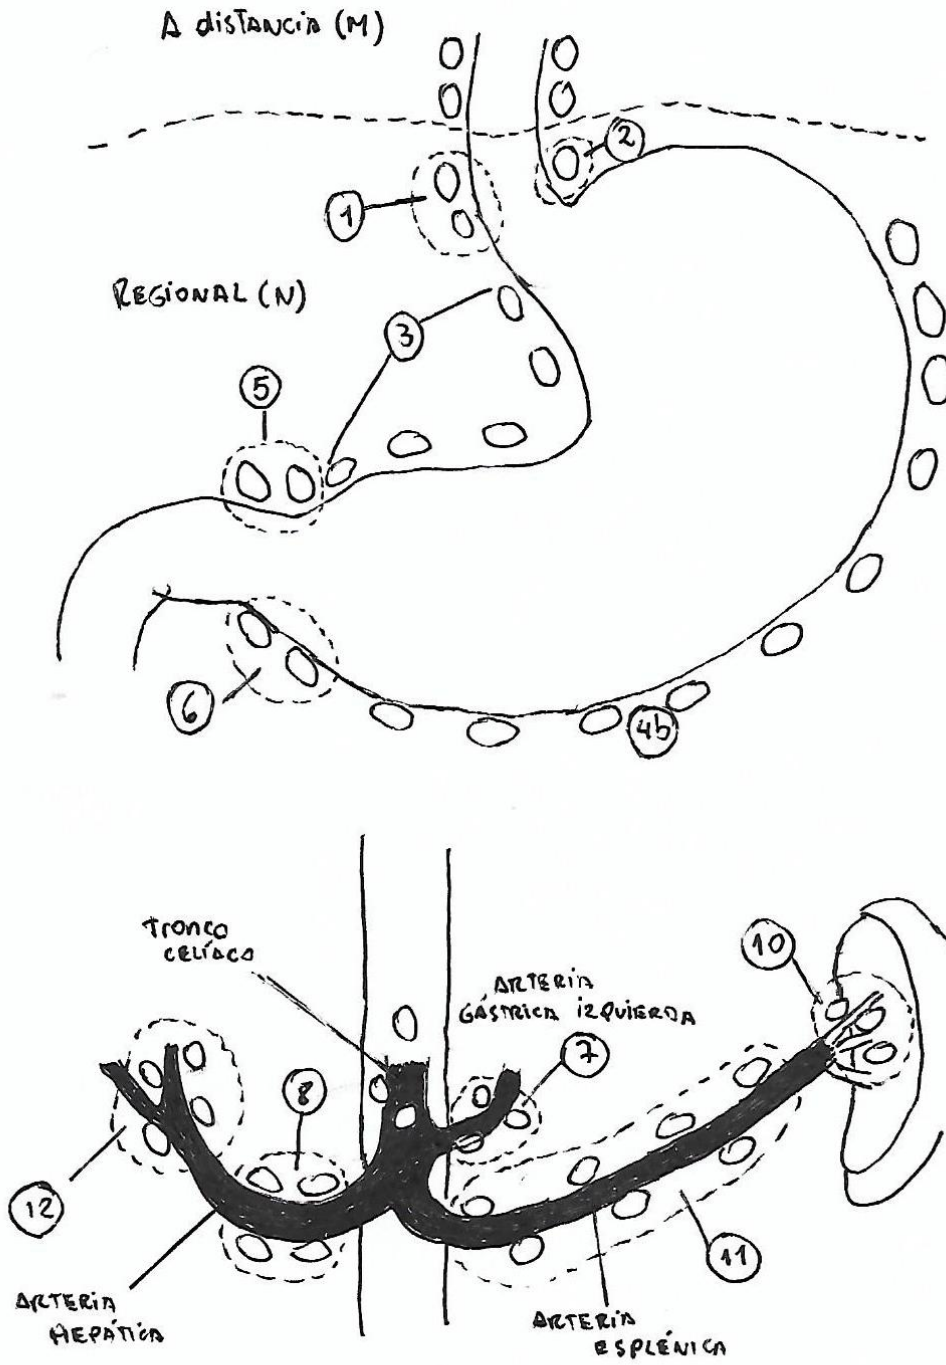 A DISTANCIA (M)
2
1
REGIONAL (N)
3
5
6
4b
TRONCO
CELÍACO
10
ARTERIA
GÁSTRICA IZQUIERDA
7
8
12
11
ARTERIA
HEPÁTICA
ARTERIA
ESPLÉNICA